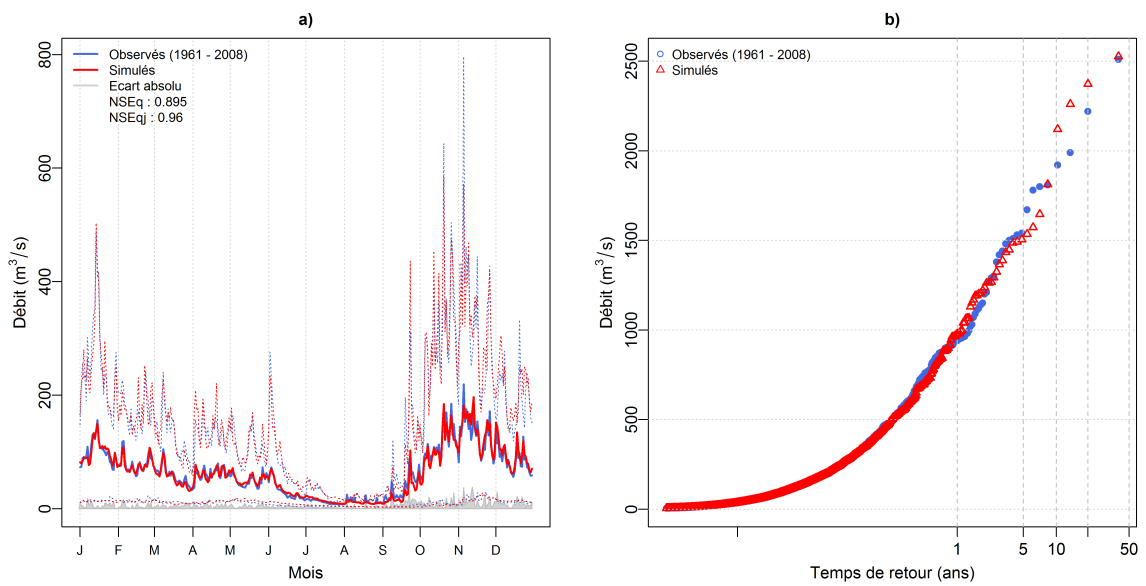 a)
Observés (1961 - 2008)
Simulés
Ecart absolu
NSEq : 0.895
NSEqj : 0.96
Débit (m³/s)
800
600
400
200
0
J F M A M J J A S O N D
Mois
b)
Observés (1961 - 2008)
Simulés
Débit (m³/s)
2500
2000
1500
1000
500
0
1 5 10 50
Temps de retour (ans)